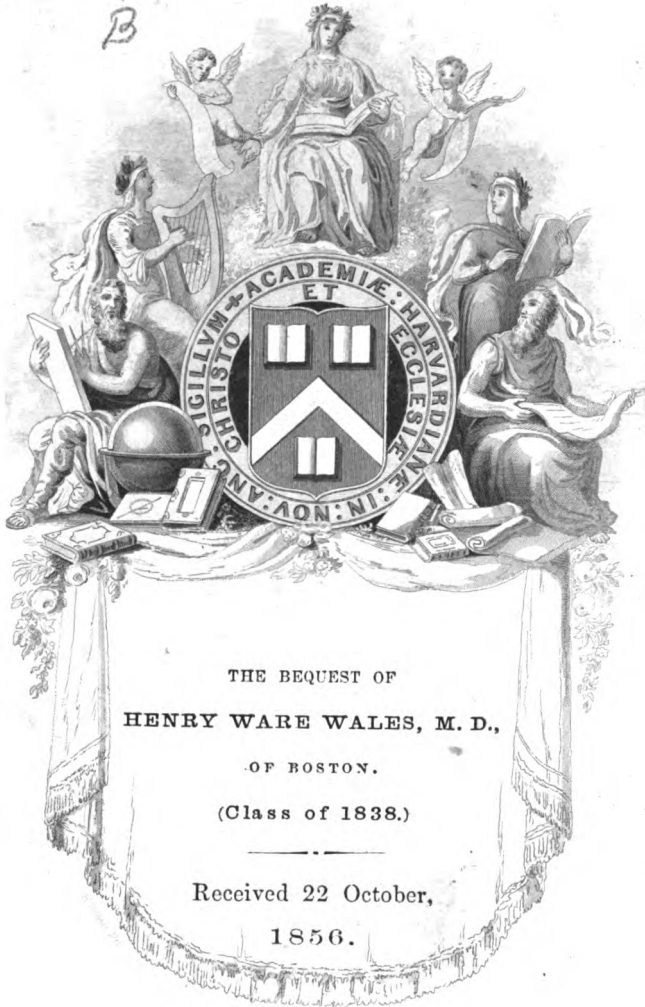 B
SIGILLVM + ACADEMIÆ : HARVARDIANÆ : IN : NOV : ANG :
CHRISTO ET ECCLESIÆ
THE BEQUEST OF
HENRY WARE WALES, M. D.,
OF BOSTON.
(Class of 1838.)
Received 22 October,
1856.